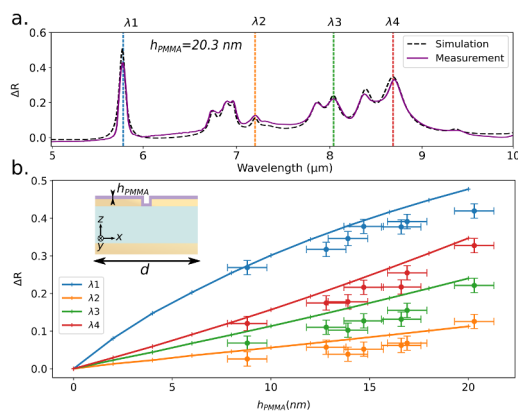 a.
λ1
λ2
λ3
λ4
h_PMMA=20.3 nm
Simulation
Measurement
ΔR
0.6
0.4
0.2
0.0
5
6
7
8
9
10
Wavelength (μm)
b.
h_PMMA
z
y
x
d
λ1
λ2
λ3
λ4
ΔR
0.5
0.4
0.3
0.2
0.1
0.0
0
4
10
14
20
h_PMMA(nm)